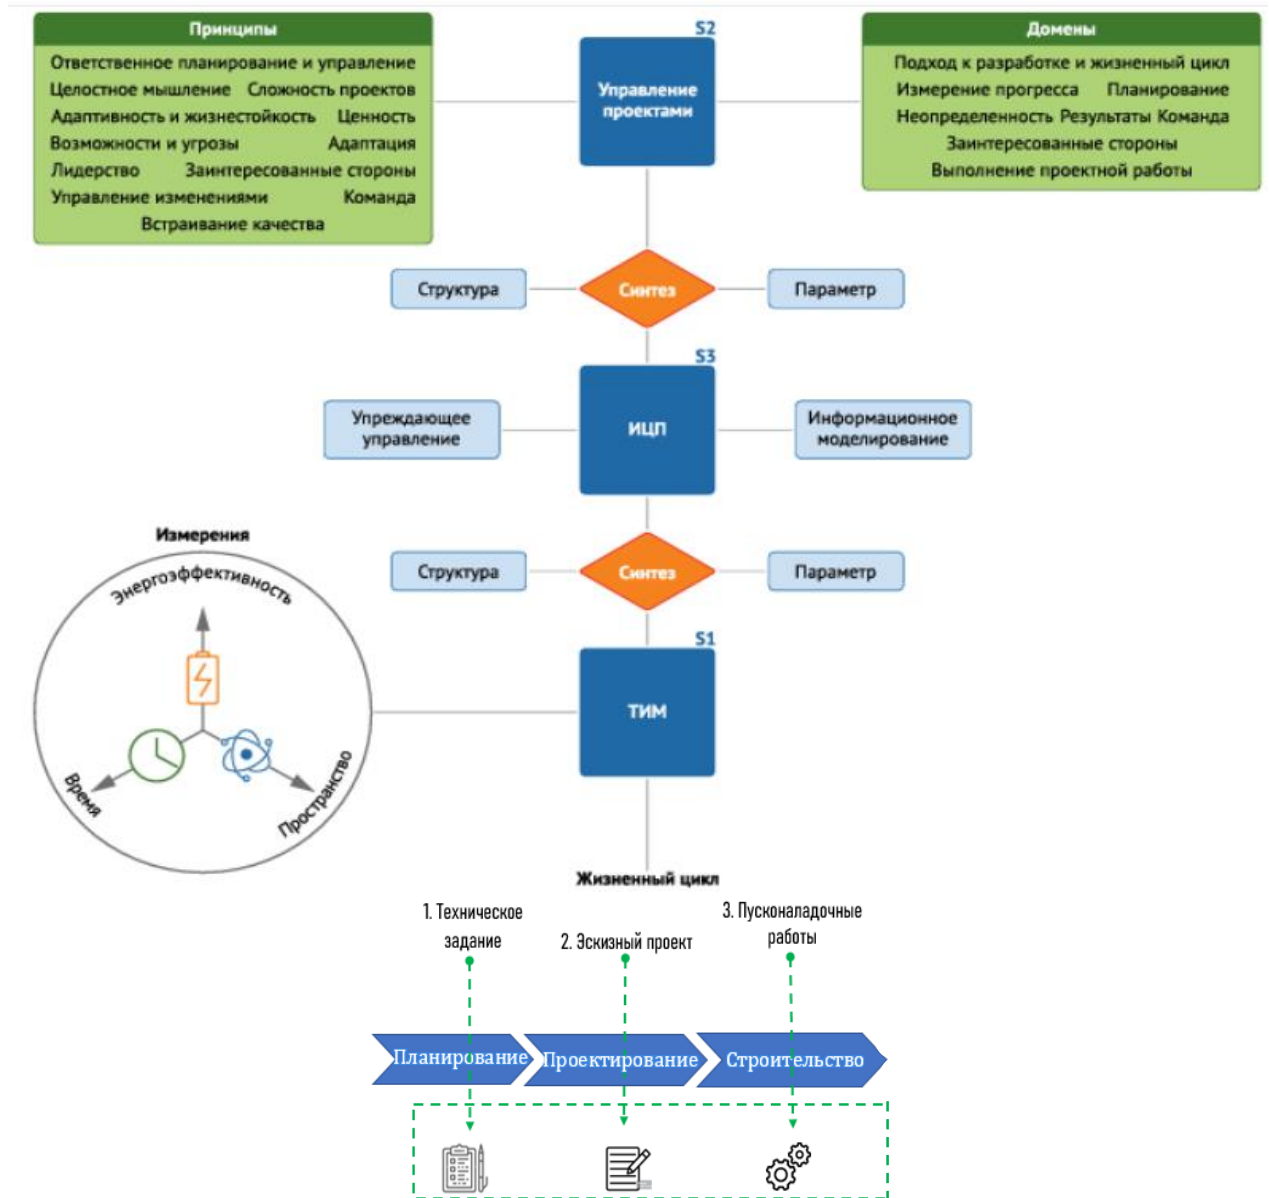 Принципы
Ответственное планирование и управление
Целостное мышление Сложность проектов
Адаптивность и жизнестойкость Ценность
Возможности и угрозы Адаптация
Лидерство Заинтересованные стороны
Управление изменениями Команда
Встраивание качества
S2
Управление
проектами
Домены
Подход к разработке и жизненный цикл
Измерение прогресса Планирование
Неопределенность Результаты Команда
Заинтересованные стороны
Выполнение проектной работы
Структура
Синтез
Параметр
S3
Упреждающее
управление
ИЦП
Информационное
моделирование
Измерения
Энергоэффективность
Время
Пространство
Структура
Синтез
Параметр
S1
ТИМ
Жизненный цикл
1. Техническое
задание
2. Эскизный проект
3. Пусконаладочные
работы
Планирование
Проектирование
Строительство